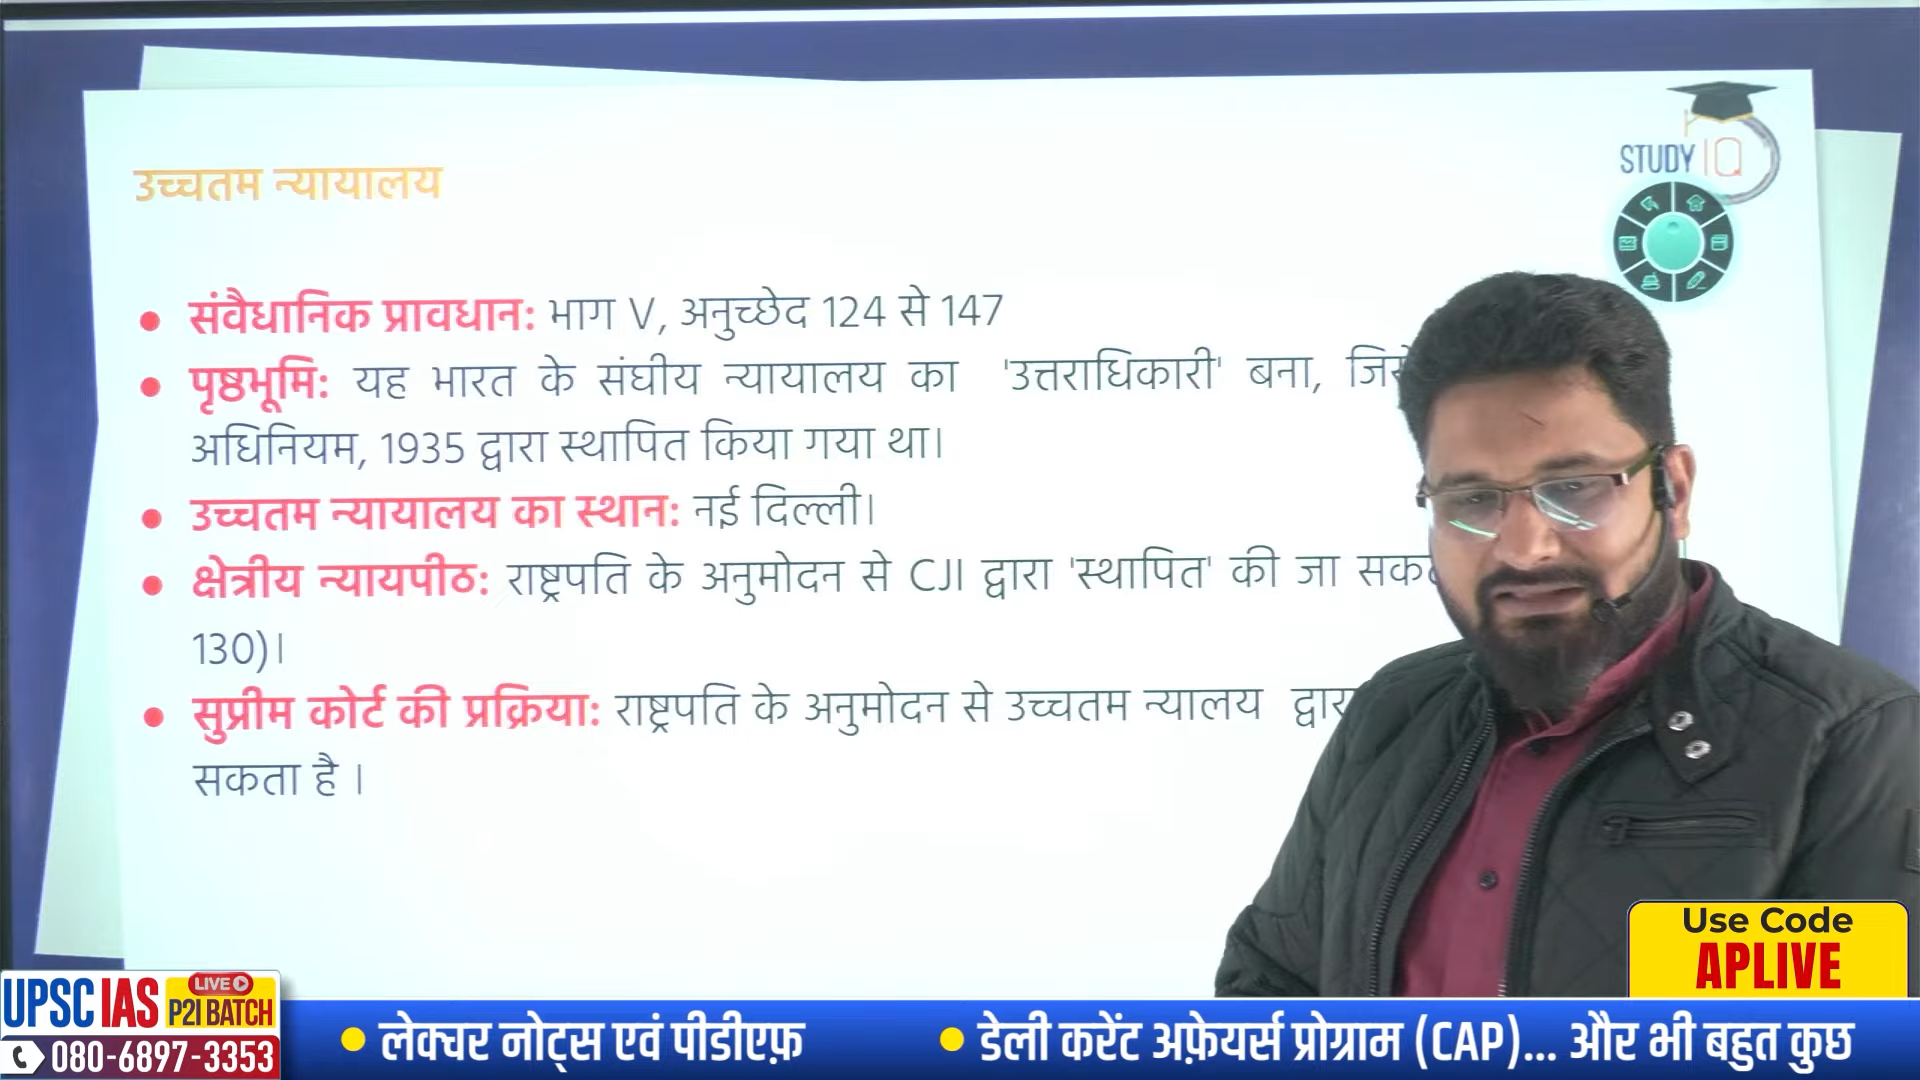 STUDY IQ
उच्चतम न्यायालय
संवैधानिक प्रावधान: भाग V, अनुच्छेद 124 से 147
पृष्ठभूमि: यह भारत के संघीय न्यायालय का 'उत्तराधिकारी' बना,
अधिनियम, 1935 द्वारा स्थापित किया गया था।
उच्चतम न्यायालय का स्थान: नई दिल्ली।
क्षेत्रीय न्यायपीठ: राष्ट्रपति के अनुमोदन से CJI द्वारा 'स्थापित' की जा
130)।
सुप्रीम कोर्ट की प्रक्रिया: राष्ट्रपति के अनुमोदन से उच्चतम न्यालय
सकता है ।
Use Code
APLIVE
UPSC IAS LIVE P2I BATCH
080-6897-3353
लेक्चर नोट्स एवं पीडीएफ़
डेली करेंट अफ़ेयर्स प्रोग्राम (CAP)... और भी बहुत कुछ